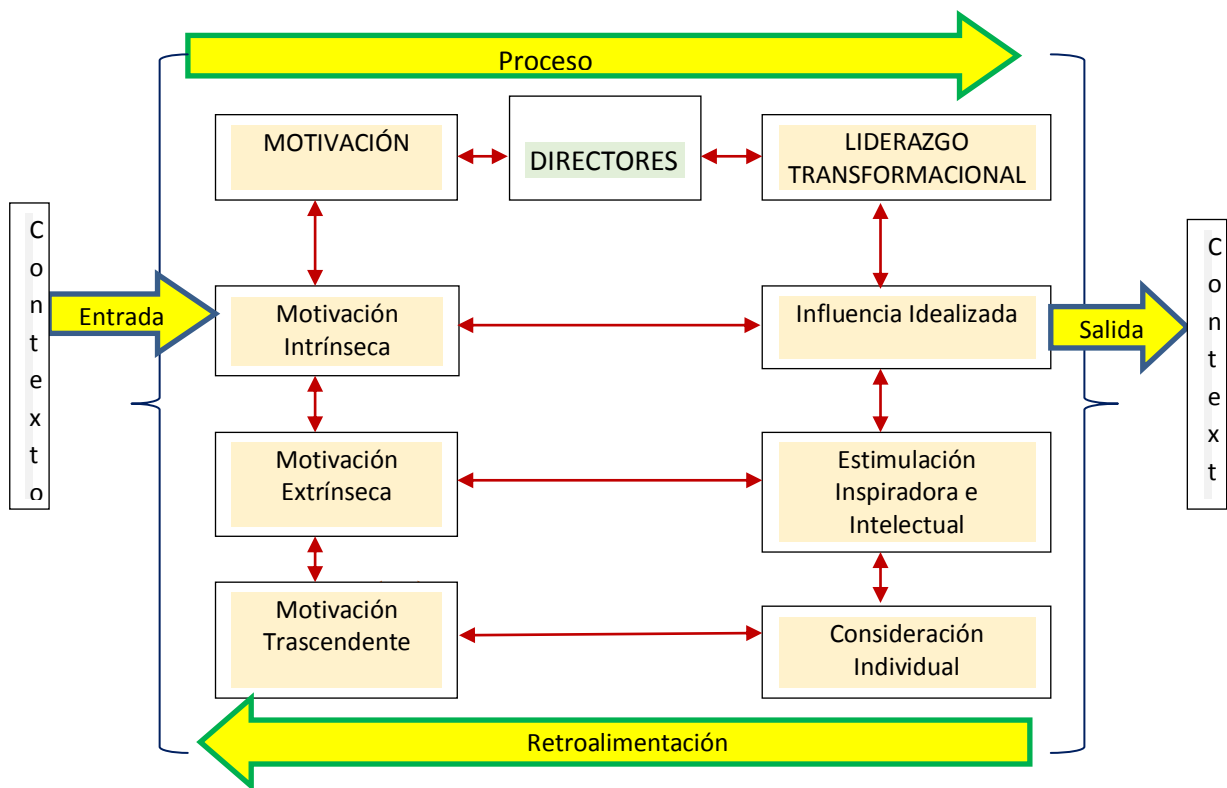 Proceso
MOTIVACIÓN
DIRECTORES
LIDERAZGO
TRANSFORMACIONAL
C
o
n
t
e
x
t
o
Entrada
Motivación
Intrínseca
Influencia Idealizada
Salida
C
o
n
t
e
x
t
Motivación
Extrínseca
Estimulación
Inspiradora e
Intelectual
Motivación
Trascendente
Consideración
Individual
Retroalimentación